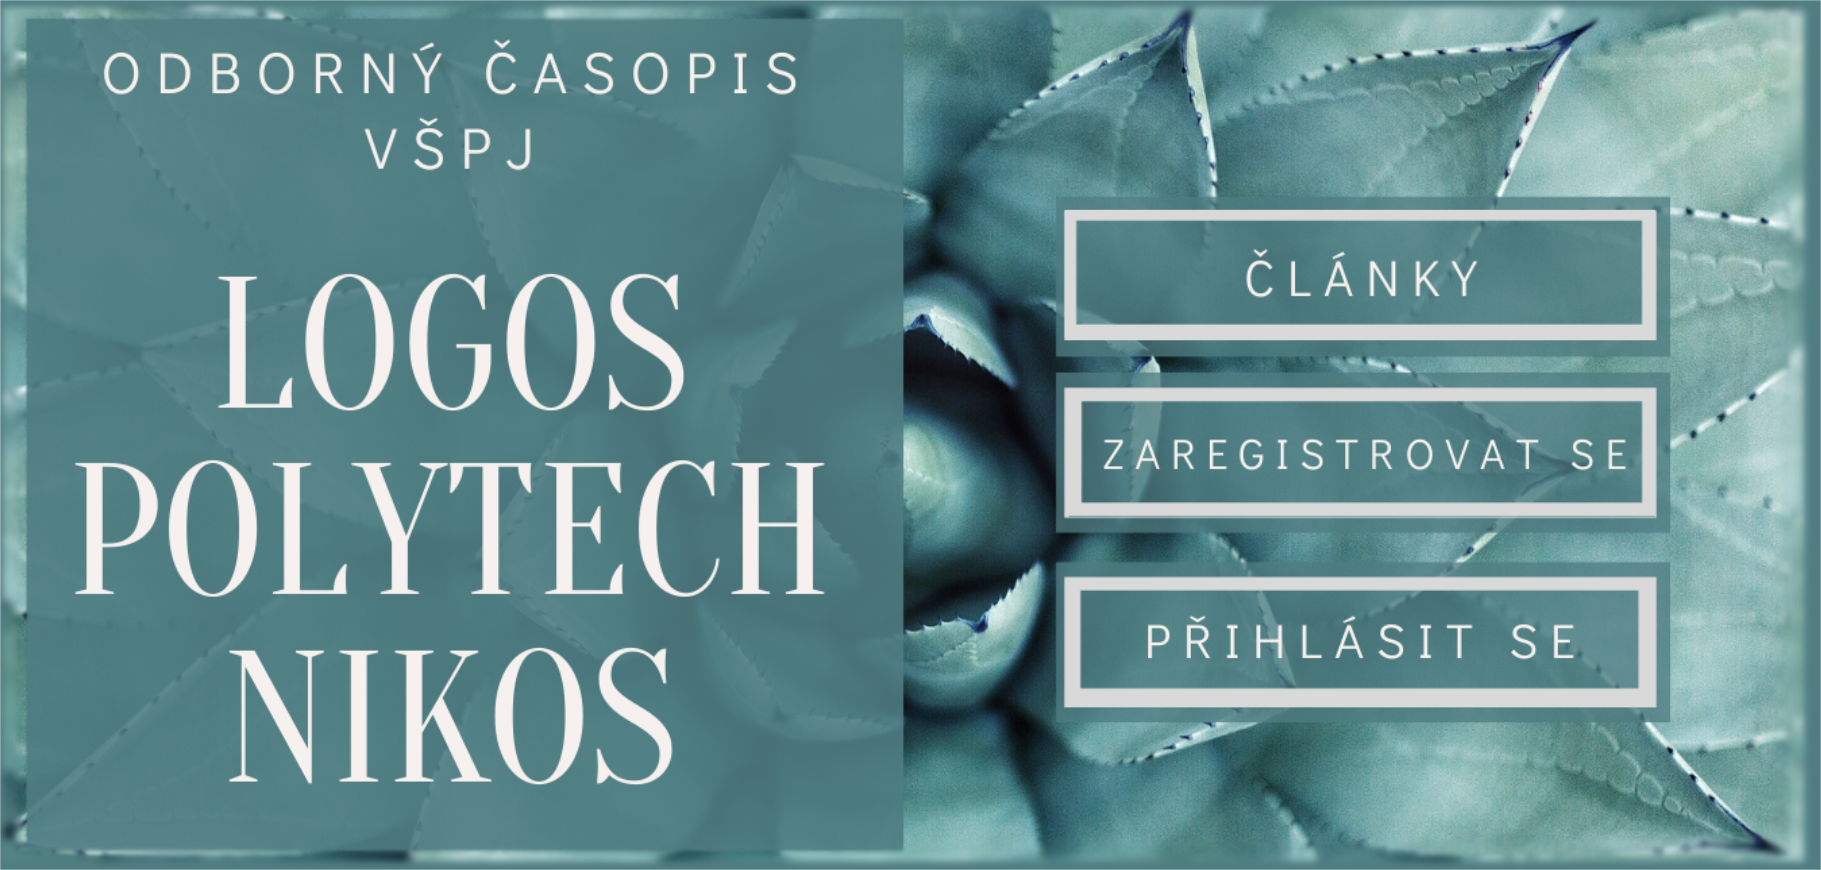 ODBORNÝ ČASOPIS
VŠPJ
LOGOS
POLYTECH
NIKOS
ČLÁNKY
ZAREGISTROVAT SE
PŘIHLÁSIT SE